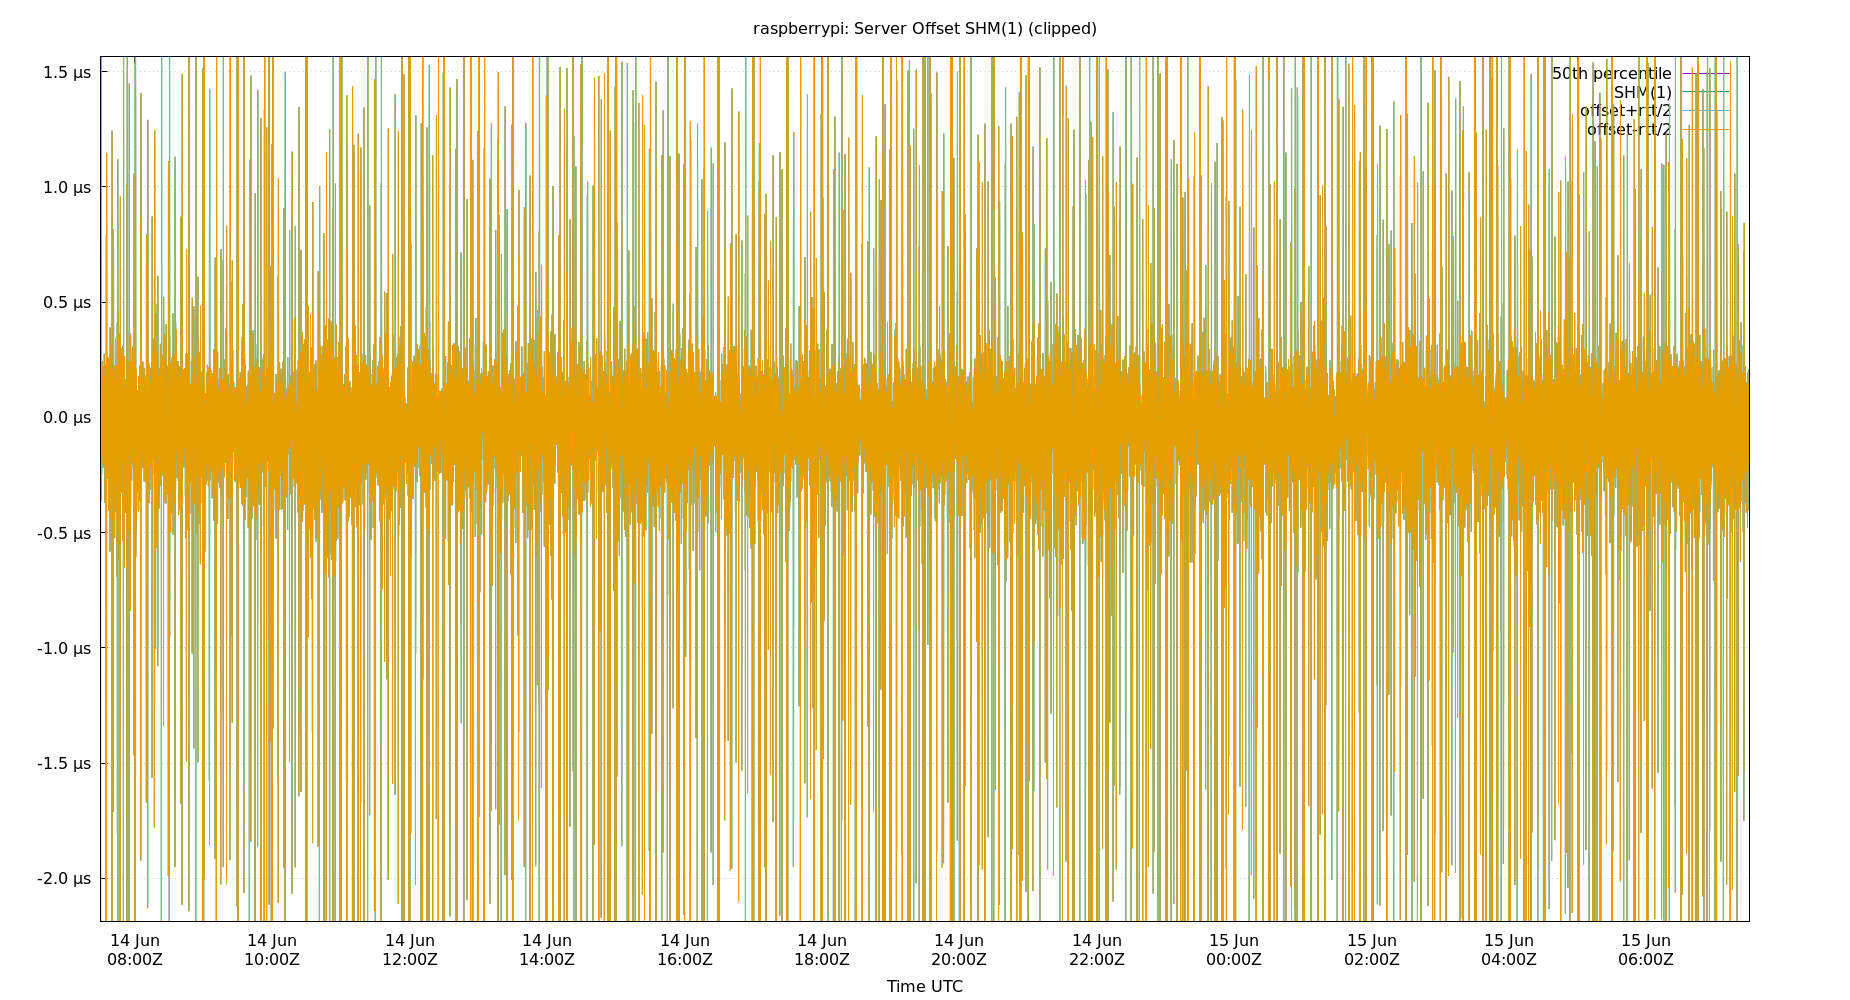 raspberrypi: Server Offset SHM(1) (clipped)
1.5 µs
1.0 µs
0.5 µs
0.0 µs
-0.5 µs
-1.0 µs
-1.5 µs
-2.0 µs
50th percentile
SHM(1)
offset+rtt/2
offset-rtt/2
14 Jun 14 Jun 14 Jun 14 Jun 14 Jun 14 Jun 14 Jun 14 Jun 15 Jun 15 Jun 15 Jun 15 Jun
08:00Z 10:00Z 12:00Z 14:00Z 16:00Z 18:00Z 20:00Z 22:00Z 00:00Z 02:00Z 04:00Z 06:00Z
Time UTC